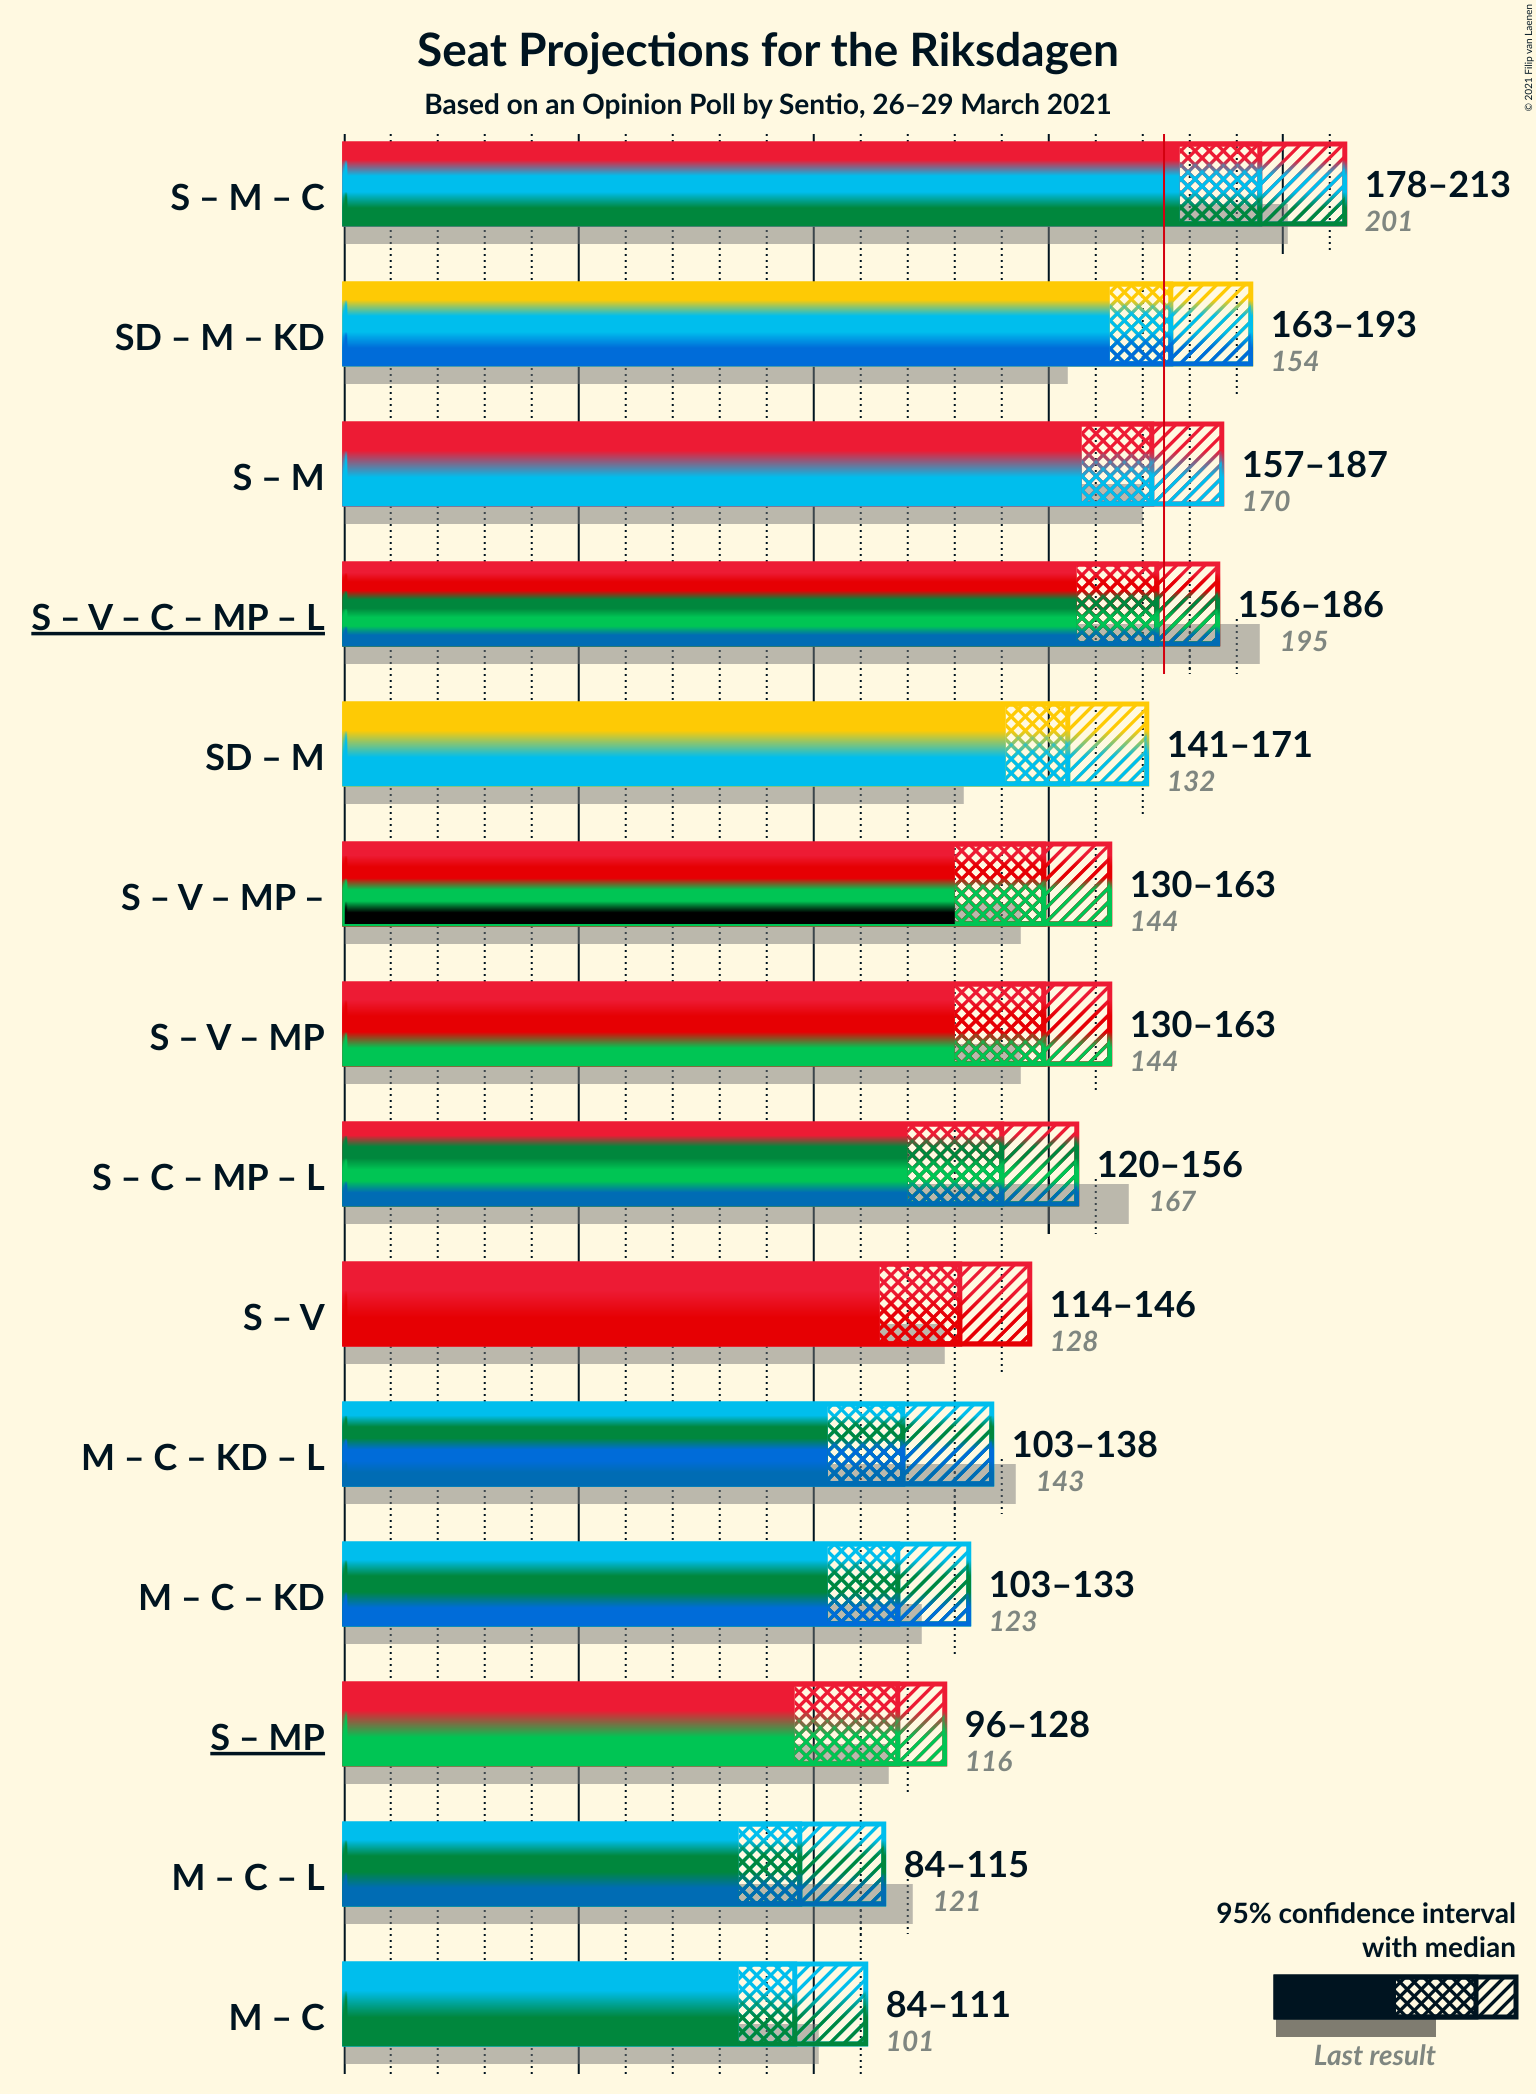 Seat Projections for the Riksdagen
Based on an Opinion Poll by Sentio, 26–29 March 2021
© 2021 Filip van Laenen
S – M – C
178–213
201
SD – M – KD
163–193
154
S – M
157–187
170
S – V – C – MP – L
156–186
195
SD – M
141–171
132
S – V – MP –
130–163
144
S – V – MP
130–163
144
S – C – MP – L
120–156
167
S – V
114–146
128
M – C – KD – L
103–138
143
M – C – KD
103–133
123
S – MP
96–128
116
M – C – L
84–115
121
M – C
84–111
101
95% confidence interval
with median
Last result